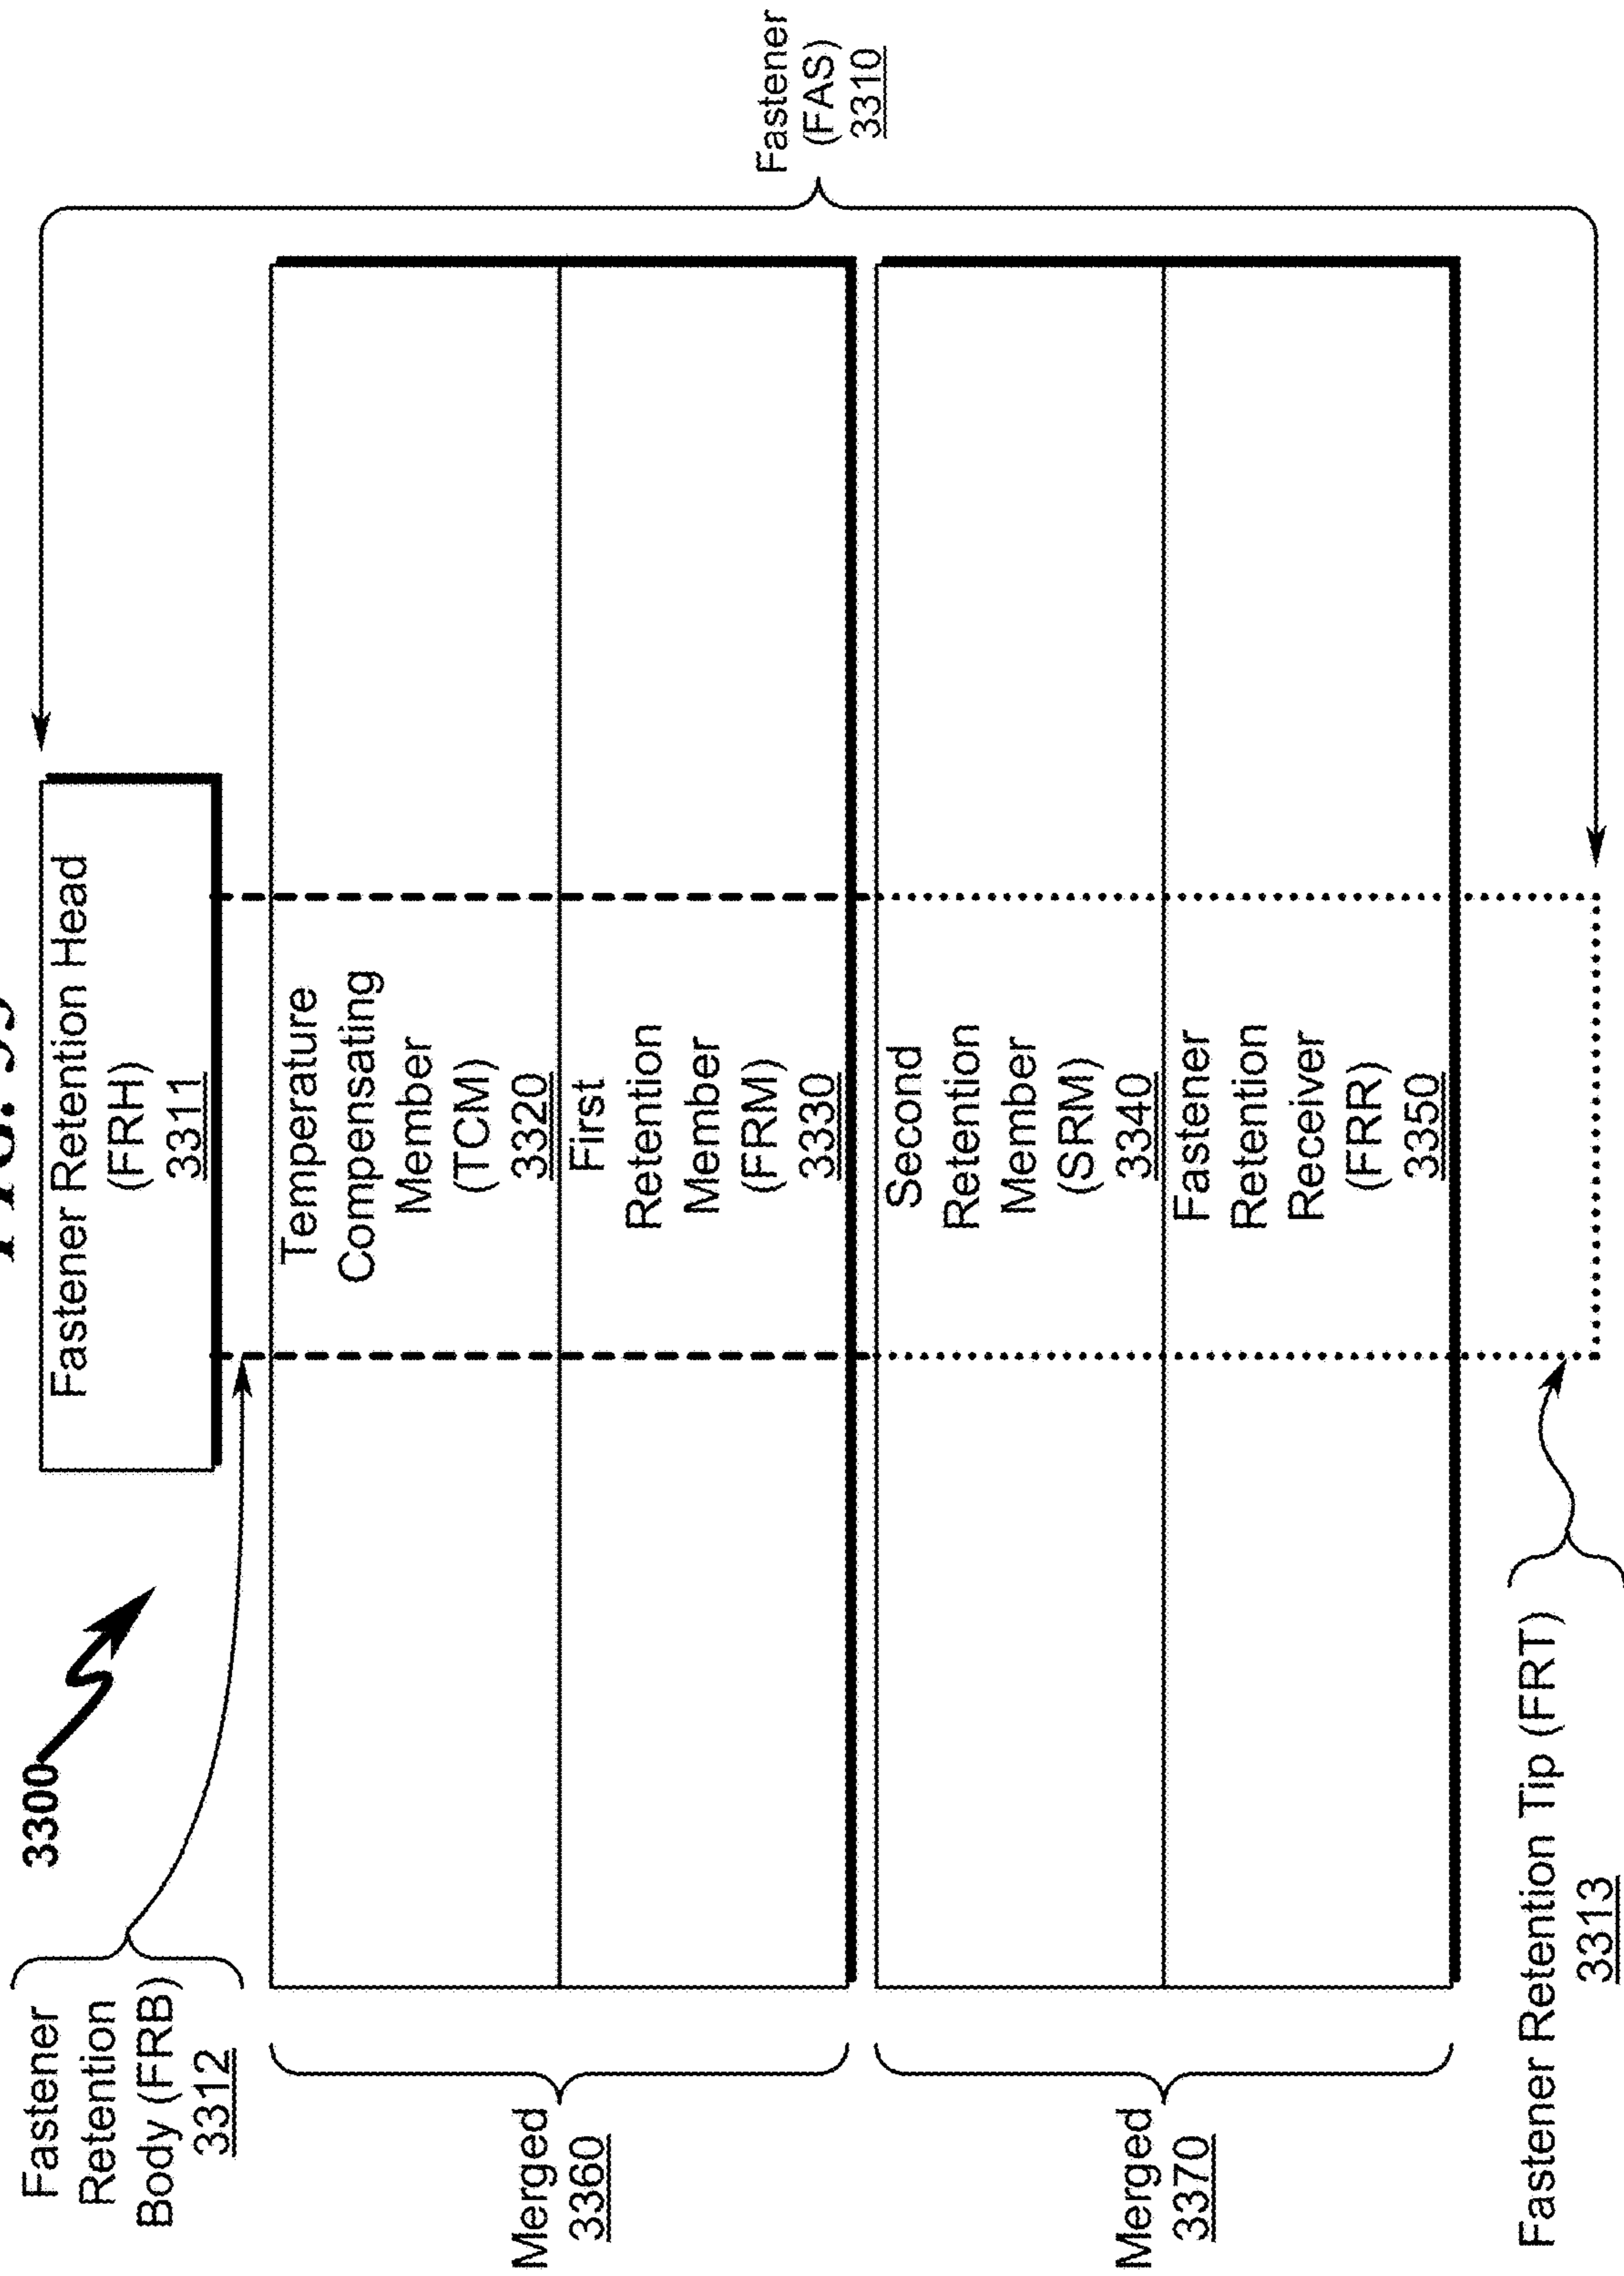 3300
Fastener
Retention
Body (FRB)
3312
Fastener Retention Head
(FRH)
3311
Temperature
Compensating
Member
(TCM)
3320
First
Retention
Member
(FRM)
3330
Merged
3360
Fastener
(FAS)
3310
Second
Retention
Member
(SRM)
3340
Fastener
Retention
Receiver
(FRR)
3350
Merged
3370
Fastener Retention Tip (FRT)
3313